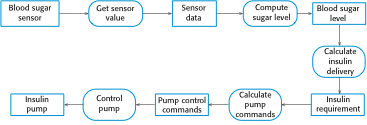 Blood sugar
sensor
Get sensor
value
Sensor
data
Compute
sugar level
Blood sugar
level
Calculate
insulin
delivery
Insulin
pump
Control
pump
Pump control
commands
Calculate
pump
commands
Insulin
requirement